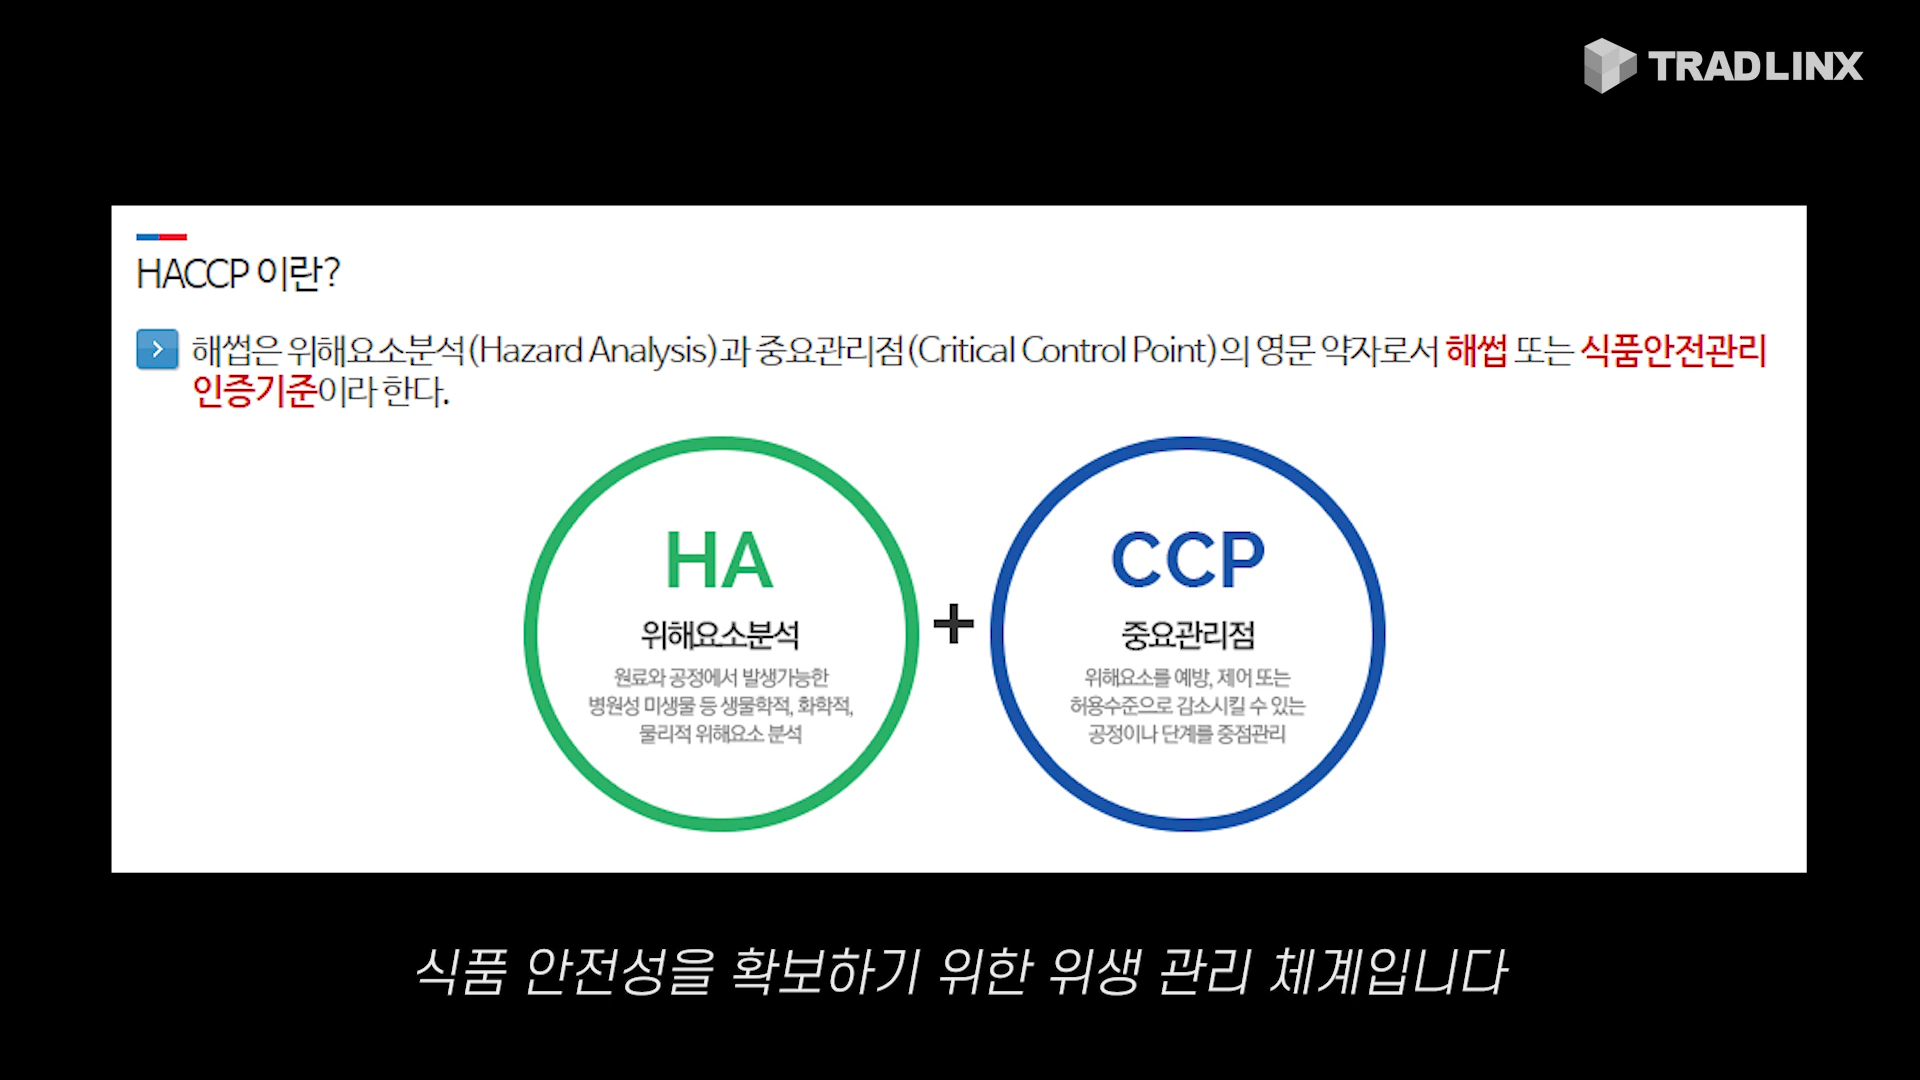 TRADLINX
HACCP 이란?
해썹은 위해요소분석(Hazard Analysis)과 중요관리점(Critical Control Point)의 영문 약자로서 해썹 또는 식품안전관리
인증기준이라 한다.
HA
위해요소분석
원료와 공정에서 발생가능한
병원성 미생물 등 생물학적, 화학적,
물리적 위해요소 분석
+
CCP
중요관리점
위해요소를 예방, 제어 또는
허용수준으로 감소시킬 수 있는
공정이나 단계를 중점관리
식품 안전성을 확보하기 위한 위생 관리 체계입니다